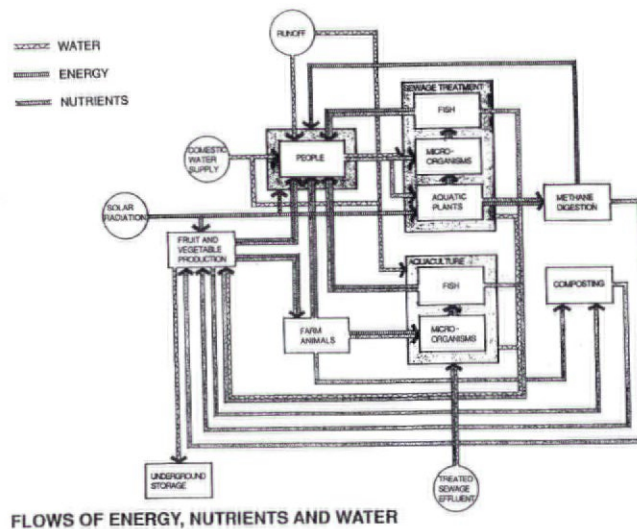 WATER
ENERGY
NUTRIENTS
RUNOFF
SEWAGE TREATMENT
FISH
MICRO-
ORGANISMS
AQUATIC
PLANTS
PEOPLE
DOMESTIC
WATER
SUPPLY
SOLAR
RADIATION
METHANE
DIGESTION
FRUIT AND
VEGETABLE
PRODUCTION
AQUACULTURE
FISH
MICRO-
ORGANISMS
COMPOSTING
FARM
ANIMALS
UNDERGROUND
STORAGE
TREATED
SEWAGE
EFFLUENT
FLOWS OF ENERGY, NUTRIENTS AND WATER